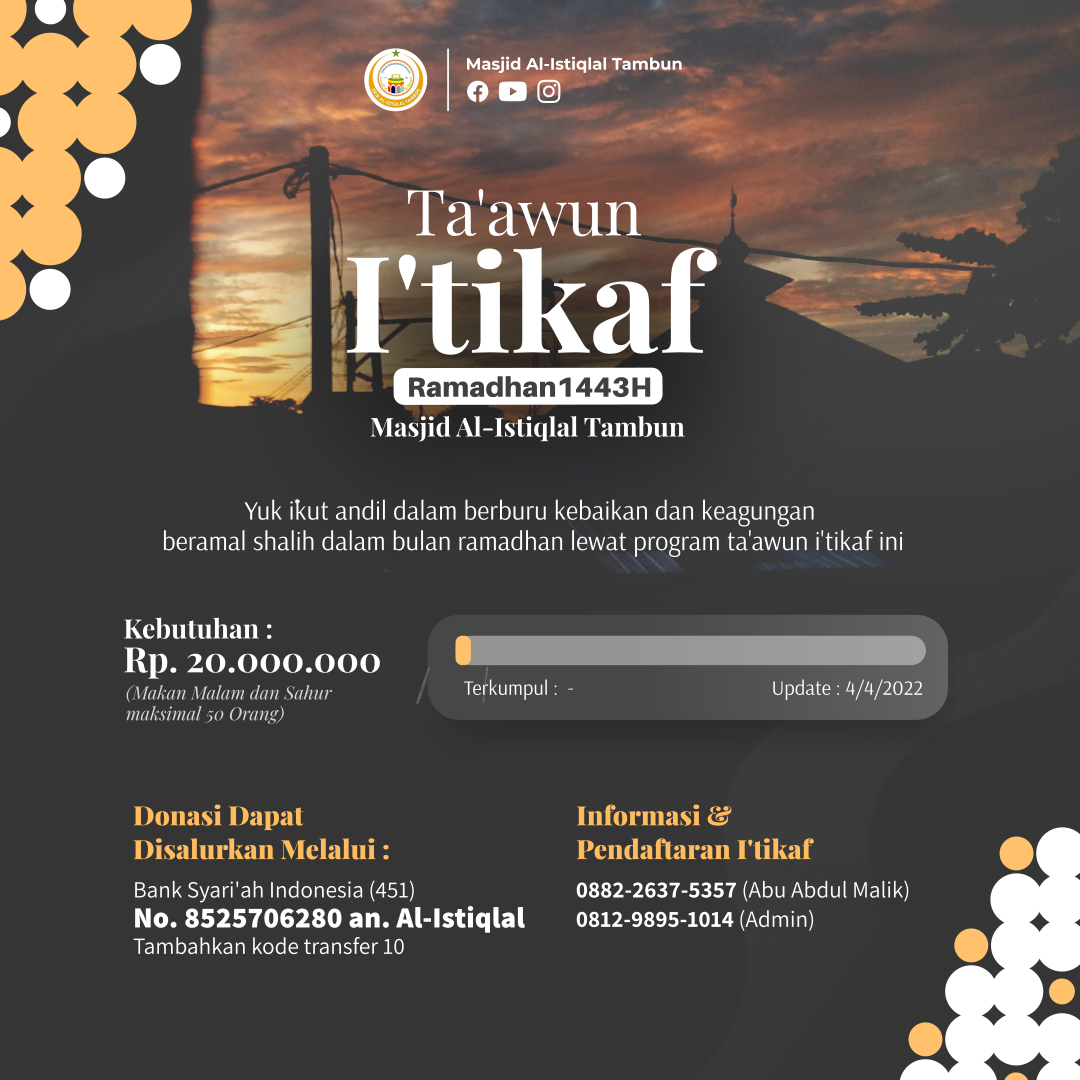 Masjid Al-Istiqlal Tambun
Ta'awun
I'tikaf
Ramadhan1443H
Masjid Al-Istiqlal Tambun
Yuk ikut andil dalam berburu kebaikan dan keagungan
beramal shalih dalam bulan ramadhan lewat program ta'awun i'tikaf ini
Kebutuhan :
Rp. 20.000.000
(Makan Malam dan Sahur
maksimal 50 Orang)
Terkumpul : -
Update : 4/4/2022
Donasi Dapat
Disalurkan Melalui :
Bank Syari'ah Indonesia (451)
No. 8525706280 an. Al-Istiqlal
Tambahkan kode transfer 10
Informasi &
Pendaftaran I'tikaf
0882-2637-5357 (Abu Abdul Malik)
0812-9895-1014 (Admin)